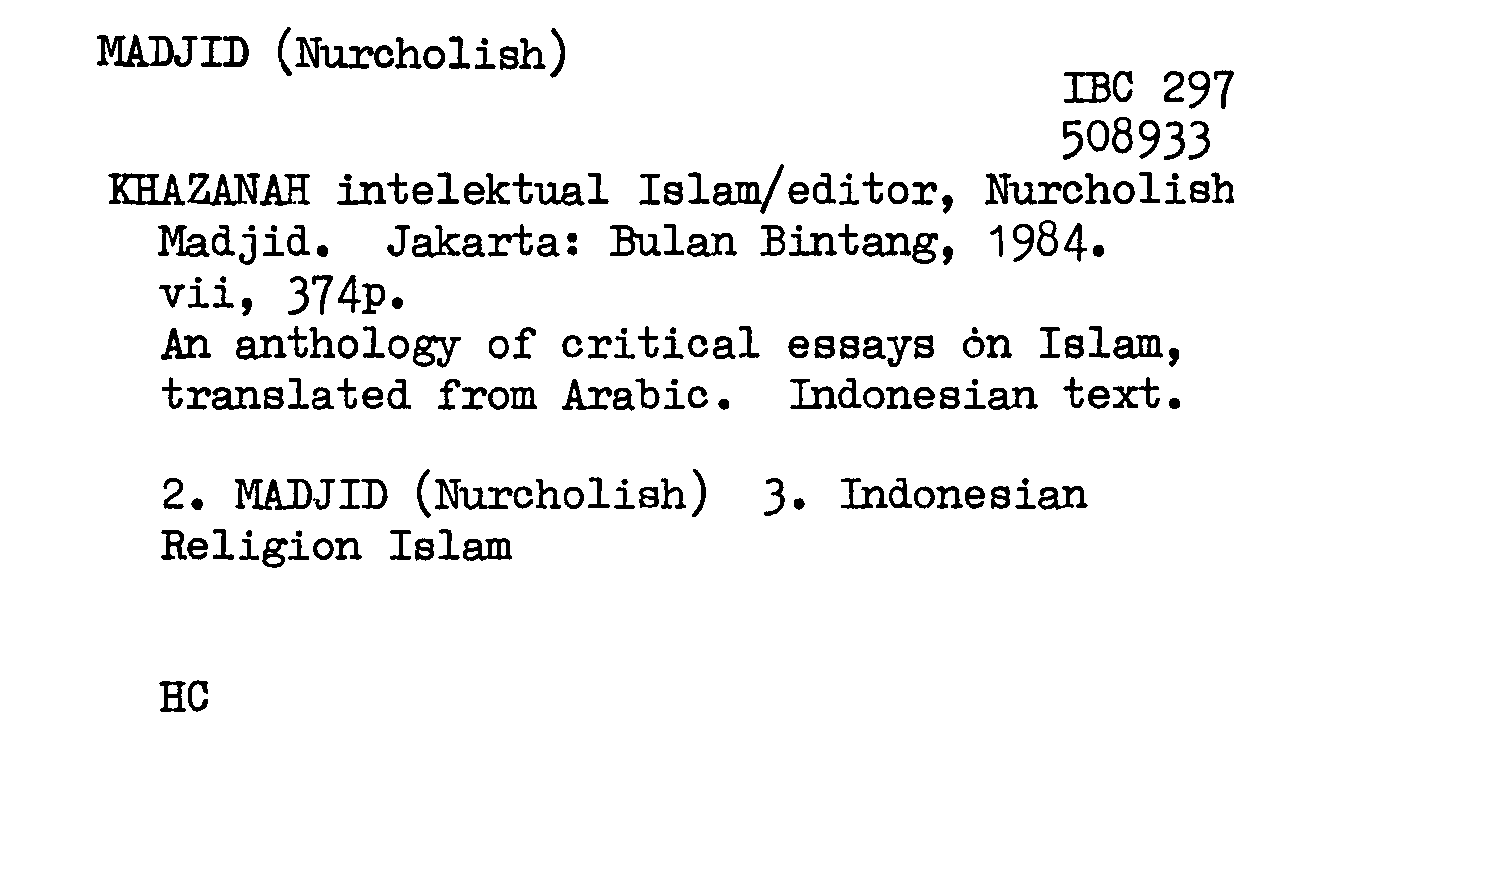 MADJID (Nurcholish)
IBC 297
508933
KHAZANAH intelektual Islam/editor, Nurcholish
Madjid. Jakarta: Bulan Bintang, 1984.
vii, 374p.
An anthology of critical essays on Islam,
translated from Arabic. Indonesian text.
2. MADJID (Nurcholish) 3. Indonesian
Religion Islam
HC